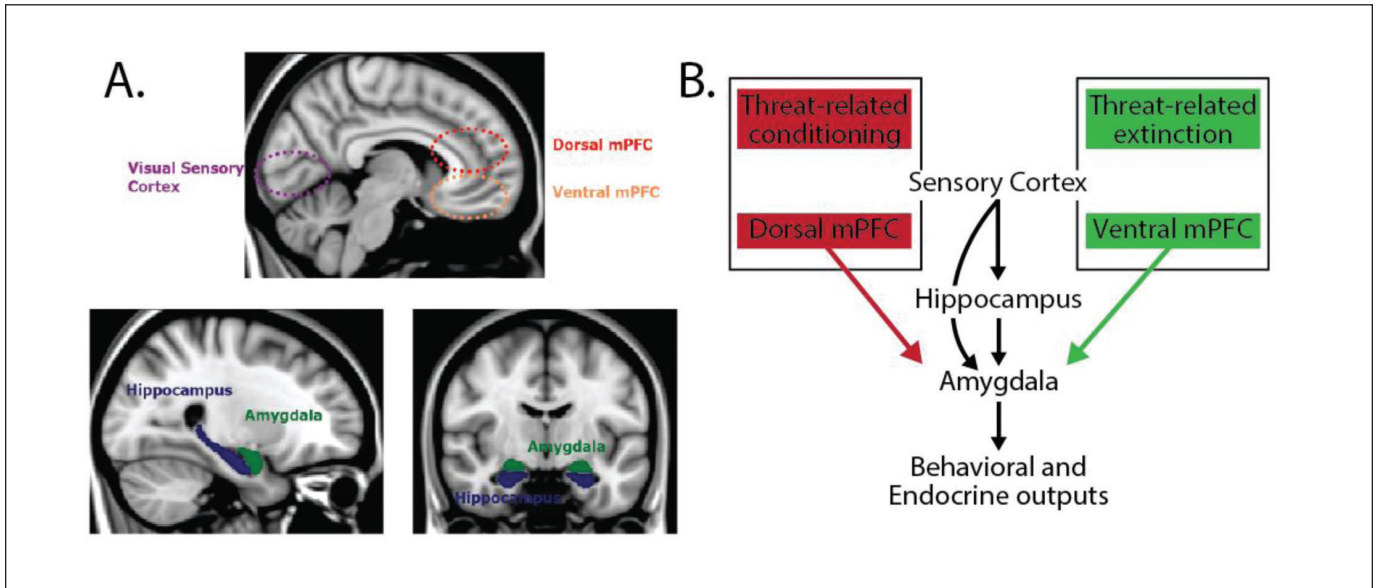 A.
Visual Sensory
Cortex
Dorsal mPFC
Ventral mPFC
Hippocampus
Amygdala
Amygdala
Hippocampus
B.
Threat-related
conditioning
Threat-related
extinction
Sensory Cortex
Dorsal mPFC
Ventral mPFC
Hippocampus
Amygdala
Behavioral and
Endocrine outputs